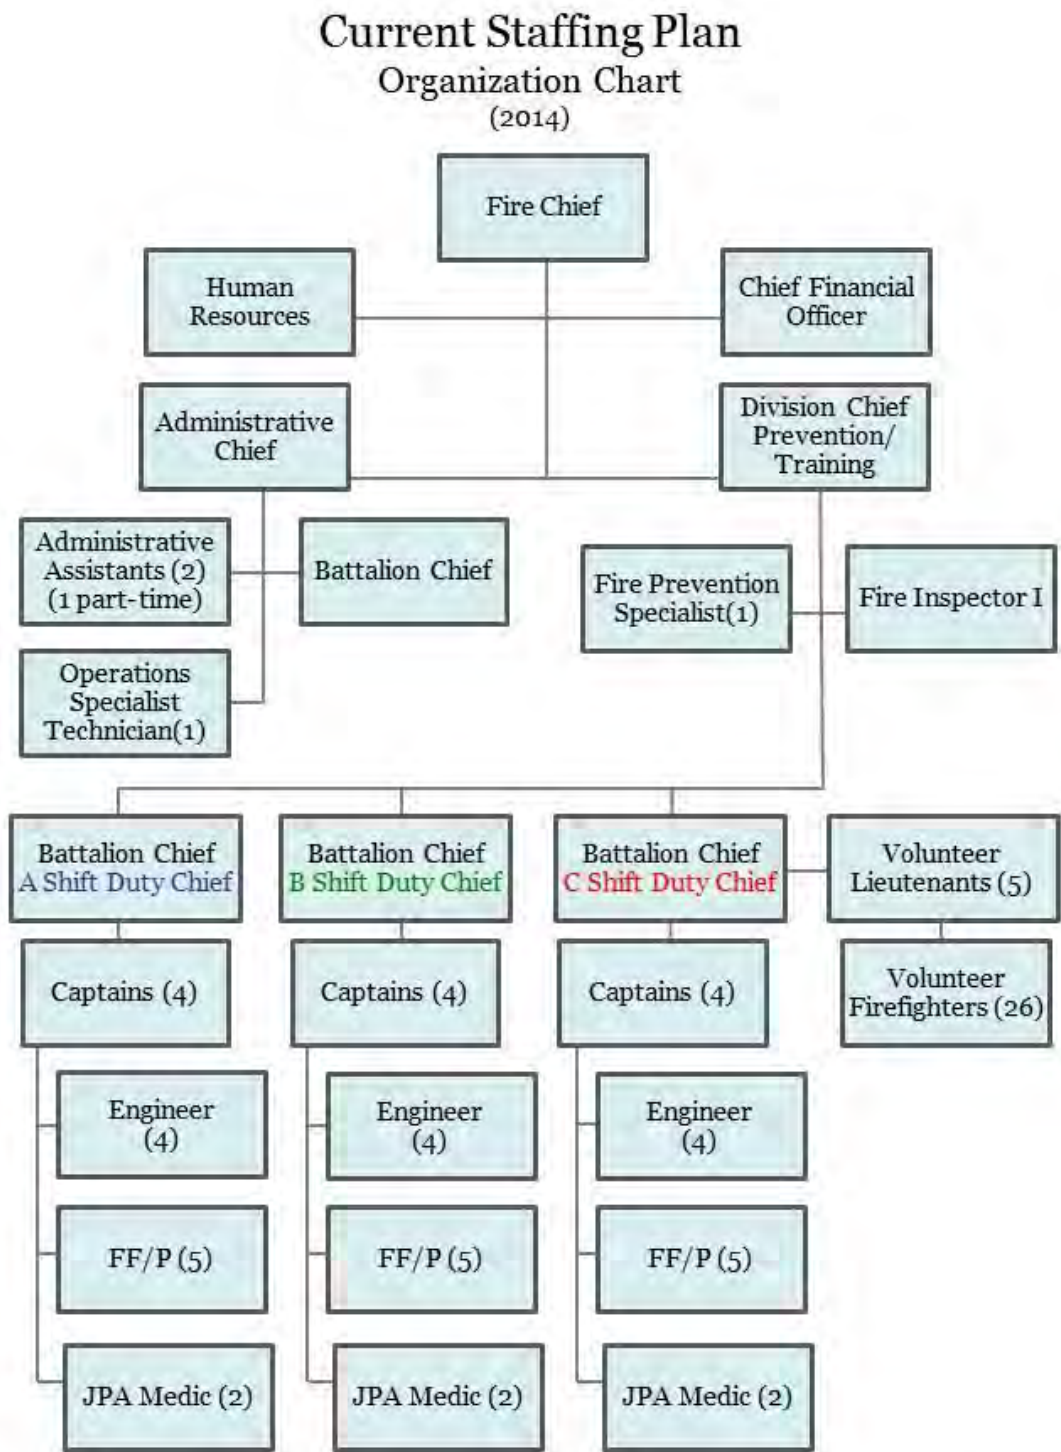 Current Staffing Plan
Organization Chart
(2014)
Fire Chief
Human
Resources
Chief Financial
Officer
Administrative
Chief
Division Chief
Prevention/
Training
Administrative
Assistants (2)
(1 part-time)
Battalion Chief
Fire Prevention
Specialist(1)
Fire Inspector I
Operations
Specialist
Technician(1)
Battalion Chief
A Shift Duty Chief
Battalion Chief
B Shift Duty Chief
Battalion Chief
C Shift Duty Chief
Volunteer
Lieutenants (5)
Captains (4)
Captains (4)
Captains (4)
Volunteer
Firefighters (26)
Engineer
(4)
Engineer
(4)
Engineer
(4)
FF/P (5)
FF/P (5)
FF/P (5)
JPA Medic (2)
JPA Medic (2)
JPA Medic (2)